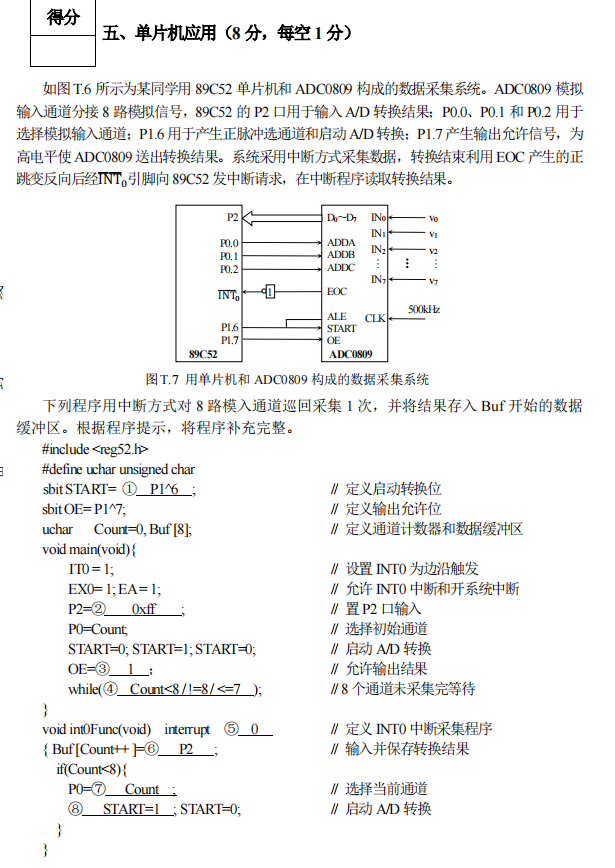 得分
五、单片机应用（8 分，每空 1 分）
如图 T.6 所示为某同学用 89C52 单片机和 ADC0809 构成的数据采集系统。ADC0809 模拟
输入通道分接 8 路模拟信号，89C52 的 P2 口用于输入 A/D 转换结果；P0.0、P0.1 和 P0.2 用于
选择模拟输入通道；P1.6 用于产生正脉冲选通道和启动 A/D 转换；P1.7 产生输出允许信号，为
高电平使 ADC0809 送出转换结果。系统采用中断方式采集数据，转换结束利用 EOC 产生的正
跳变反向后经INT0引脚向 89C52 发中断请求，在中断程序读取转换结果。
P2 D0~D7 IN0 v0
IN1 v1
P0.0 ADDA
P0.1 ADDB IN2 v2
P0.2 ADDC
IN7 v7
INT0 1 EOC
ALE CLK 500kHz
P1.6 START
P1.7 OE
89C52 ADC0809
图 T.7 用单片机和 ADC0809 构成的数据采集系统
下列程序用中断方式对 8 路模入通道巡回采集 1 次，并将结果存入 Buf 开始的数据
缓冲区。根据程序提示，将程序补充完整。
#include <reg52.h>
#define uchar unsigned char
sbit START= ① P1^6 ; // 定义启动转换位
sbit OE= P1^7; // 定义输出允许位
uchar Count=0, Buf [8]; // 定义通道计数器和数据缓冲区
void main(void){
IT0 = 1; // 设置 INT0 为边沿触发
EX0= 1; EA= 1; // 允许 INT0 中断和开系统中断
P2=② 0xff ; // 置 P2 口输入
P0=Count; // 选择初始通道
START=0; START=1; START=0; // 启动 A/D 转换
OE=③ 1 ； // 允许输出结果
while(④ Count<8 / !=8 / <=7 ); // 8 个通道未采集完等待
}
void int0Func(void) interrupt ⑤ 0 // 定义 INT0 中断采集程序
{ Buf [Count++ ]=⑥ P2 ; // 输入并保存转换结果
if(Count<8){
P0=⑦ Count ; // 选择当前通道
⑧ START=1 ; START=0; // 启动 A/D 转换
}
}